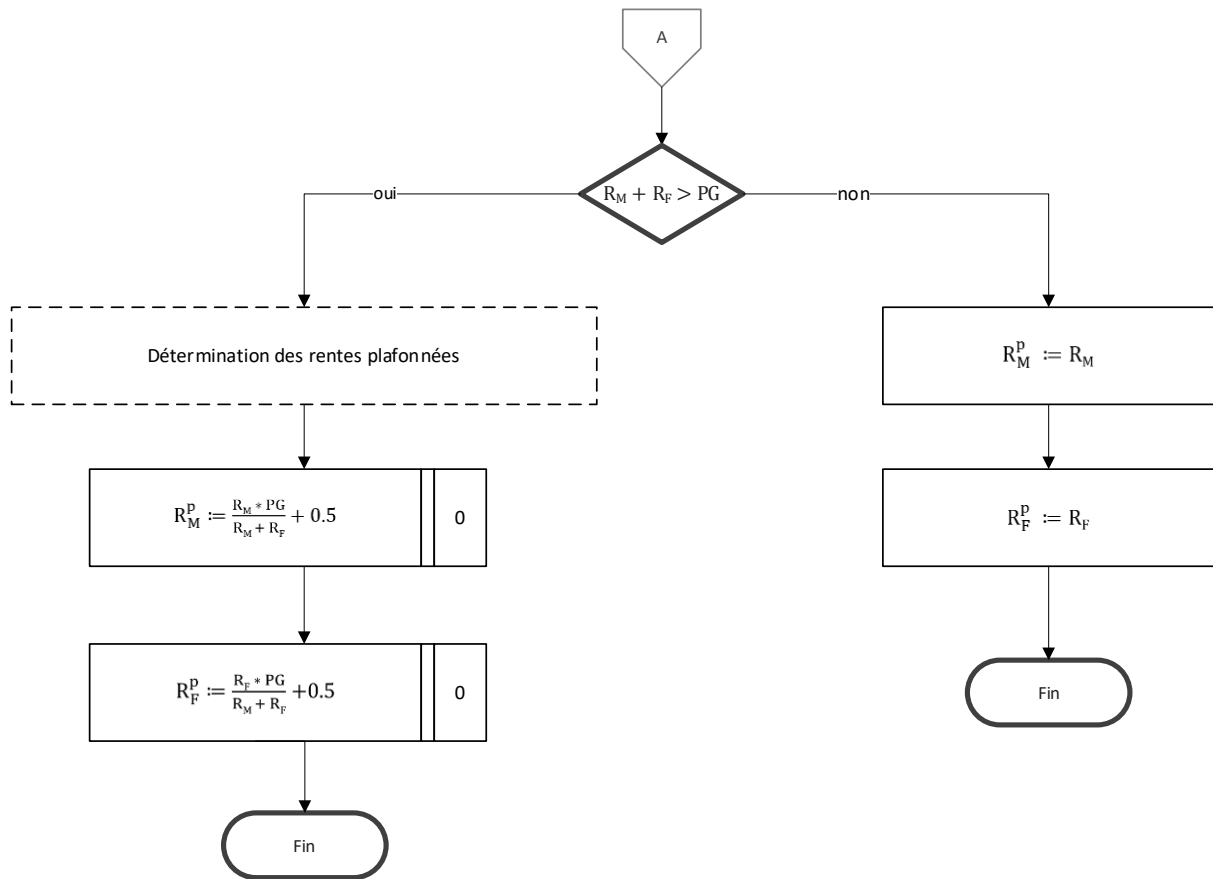 A
R_M + R_F > PG
oui
non
Détermination des rentes plafonnées
R_M^p := R_M
R_M^p := (R_M * PG) / (R_M + R_F) + 0.5
0
R_F^p := R_F
R_F^p := (R_F * PG) / (R_M + R_F) +0.5
0
Fin
Fin